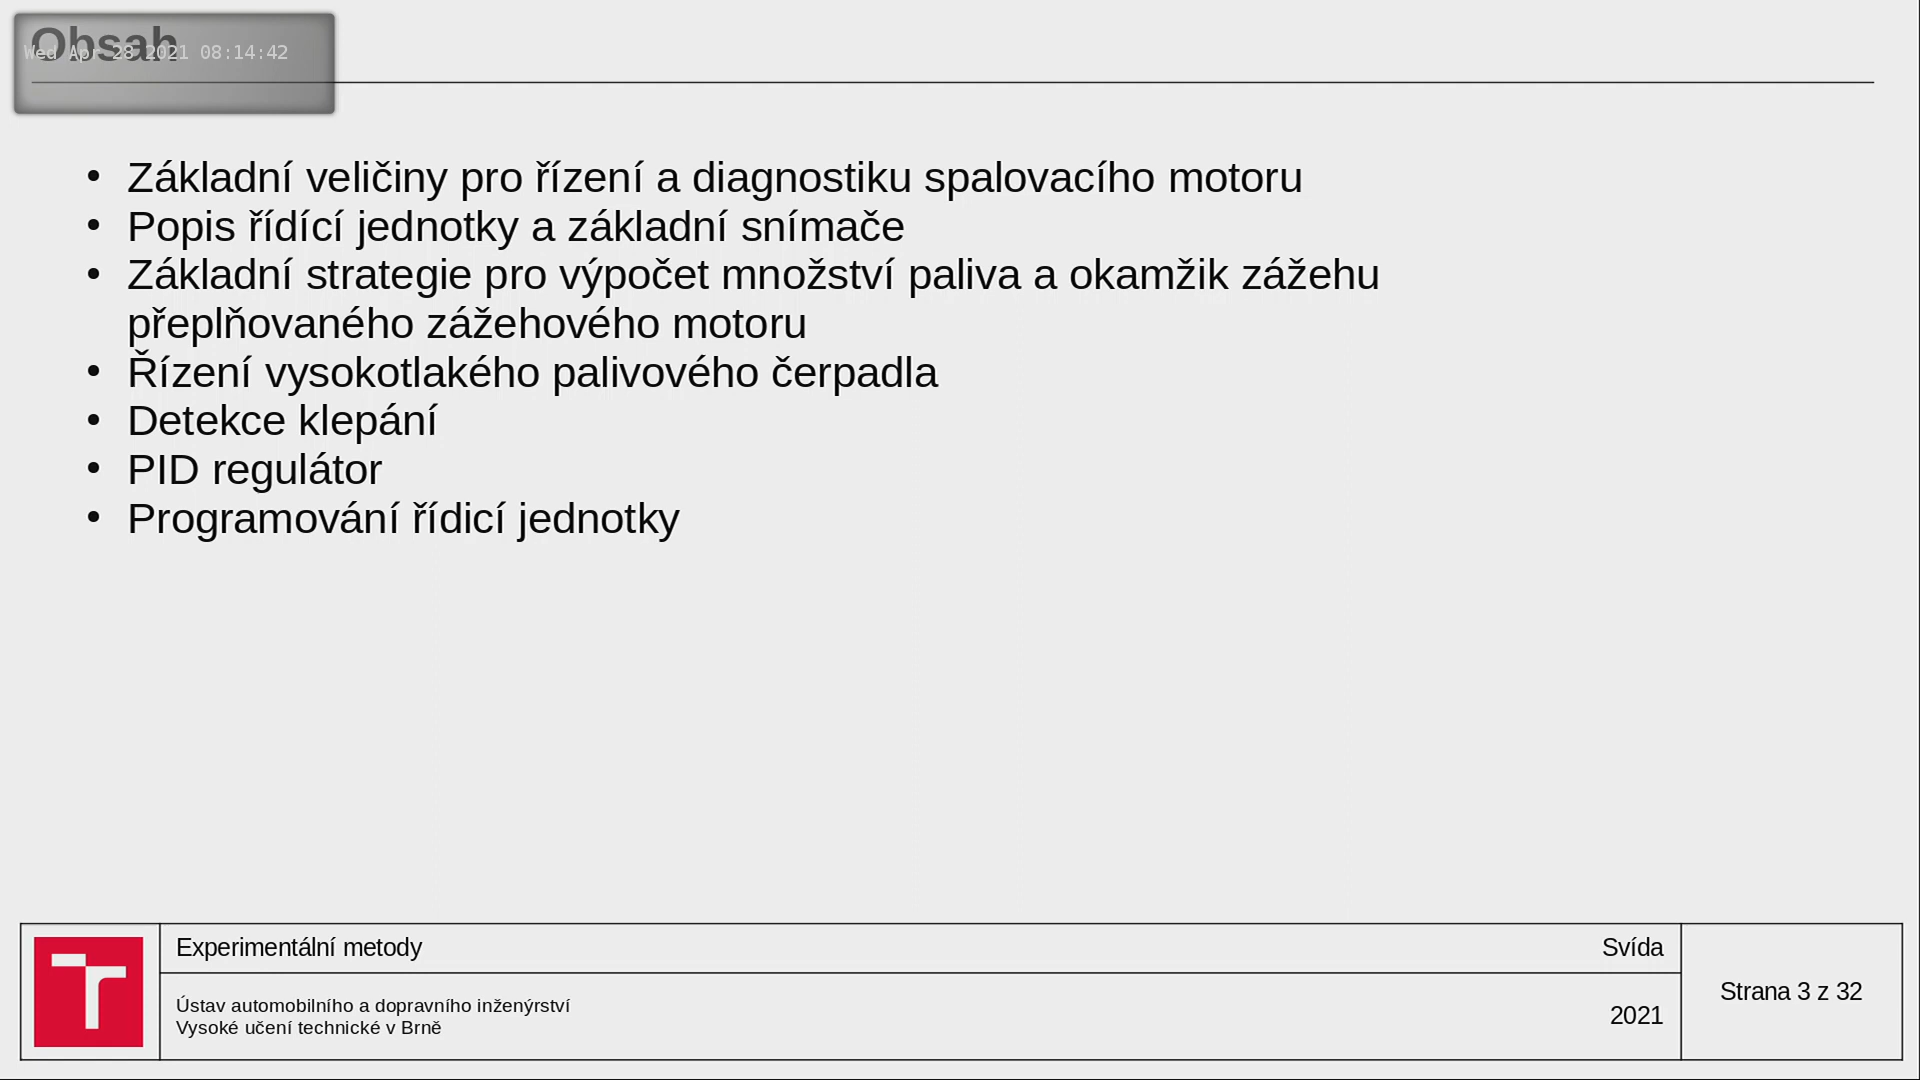 Obsah
Wed Apr 28 2021 08:14:42
• Základní veličiny pro řízení a diagnostiku spalovacího motoru
• Popis řídící jednotky a základní snímače
• Základní strategie pro výpočet množství paliva a okamžik zážehu
přeplňovaného zážehového motoru
• Řízení vysokotlakého palivového čerpadla
• Detekce klepání
• PID regulátor
• Programování řídicí jednotky
Experimentální metody
Svída
Ústav automobilního a dopravního inženýrství
Vysoké učení technické v Brně
2021
Strana 3 z 32